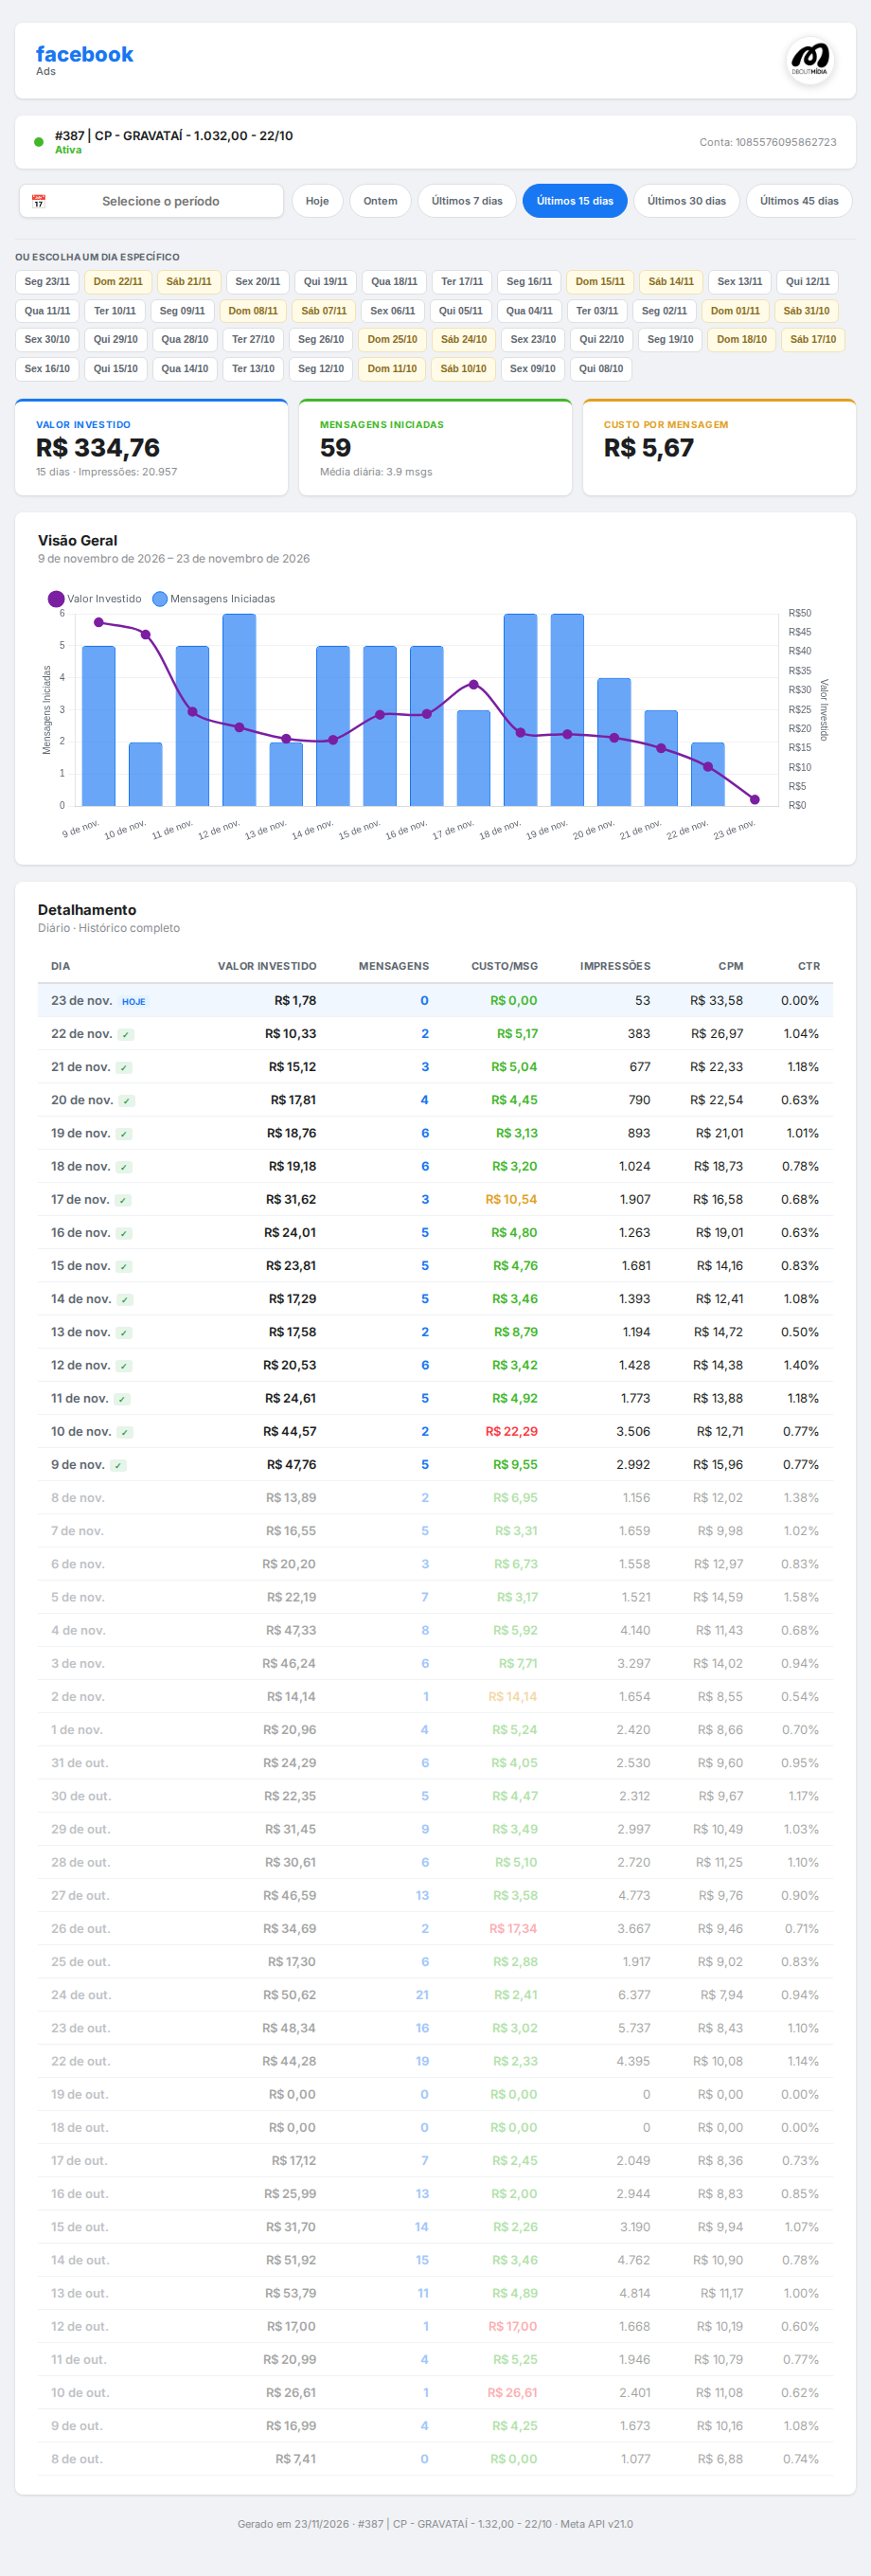 facebook
Ads
DBOUTMÍDIA
#387 | CP - GRAVATAÍ - 1.032,00 - 22/10
Ativa
Conta: 1085576095862723
Selecione o período
Hoje
Ontem
Últimos 7 dias
Últimos 15 dias
Últimos 30 dias
Últimos 45 dias
OU ESCOLHA UM DIA ESPECÍFICO
Seg 23/11 Dom 22/11 Sáb 21/11 Sex 20/11 Qui 19/11 Qua 18/11 Ter 17/11 Seg 16/11 Dom 15/11 Sáb 14/11 Sex 13/11 Qui 12/11
Qua 11/11 Ter 10/11 Seg 09/11 Dom 08/11 Sáb 07/11 Sex 06/11 Qui 05/11 Qua 04/11 Ter 03/11 Seg 02/11 Dom 01/11 Sáb 31/10
Sex 30/10 Qui 29/10 Qua 28/10 Ter 27/10 Seg 26/10 Dom 25/10 Sáb 24/10 Sex 23/10 Qui 22/10 Seg 19/10 Dom 18/10 Sáb 17/10
Sex 16/10 Qui 15/10 Qua 14/10 Ter 13/10 Seg 12/10 Dom 11/10 Sáb 10/10 Sex 09/10 Qui 08/10
VALOR INVESTIDO
R$ 334,76
15 dias · Impressões: 20.957
MENSAGENS INICIADAS
59
Média diária: 3.9 msgs
CUSTO POR MENSAGEM
R$ 5,67
Visão Geral
9 de novembro de 2026 – 23 de novembro de 2026
Valor Investido Mensagens Iniciadas
Mensagens Iniciadas
6
5
4
3
2
1
0
R$50
R$45
R$40
R$35
R$30
R$25
R$20
R$15
R$10
R$5
R$0
Valor Investido
9 de nov. 10 de nov. 11 de nov. 12 de nov. 13 de nov. 14 de nov. 15 de nov. 16 de nov. 17 de nov. 18 de nov. 19 de nov. 20 de nov. 21 de nov. 22 de nov. 23 de nov.
Detalhamento
Diário · Histórico completo
DIA VALOR INVESTIDO MENSAGENS CUSTO/MSG IMPRESSÕES CPM CTR
23 de nov. HOJE R$ 1,78 0 R$ 0,00 53 R$ 33,58 0.00%
22 de nov. ✓ R$ 10,33 2 R$ 5,17 383 R$ 26,97 1.04%
21 de nov. ✓ R$ 15,12 3 R$ 5,04 677 R$ 22,33 1.18%
20 de nov. ✓ R$ 17,81 4 R$ 4,45 790 R$ 22,54 0.63%
19 de nov. ✓ R$ 18,76 6 R$ 3,13 893 R$ 21,01 1.01%
18 de nov. ✓ R$ 19,18 6 R$ 3,20 1.024 R$ 18,73 0.78%
17 de nov. ✓ R$ 31,62 3 R$ 10,54 1.907 R$ 16,58 0.68%
16 de nov. ✓ R$ 24,01 5 R$ 4,80 1.263 R$ 19,01 0.63%
15 de nov. ✓ R$ 23,81 5 R$ 4,76 1.681 R$ 14,16 0.83%
14 de nov. ✓ R$ 17,29 5 R$ 3,46 1.393 R$ 12,41 1.08%
13 de nov. ✓ R$ 17,58 2 R$ 8,79 1.194 R$ 14,72 0.50%
12 de nov. ✓ R$ 20,53 6 R$ 3,42 1.428 R$ 14,38 1.40%
11 de nov. ✓ R$ 24,61 5 R$ 4,92 1.773 R$ 13,88 1.18%
10 de nov. ✓ R$ 44,57 2 R$ 22,29 3.506 R$ 12,71 0.77%
9 de nov. ✓ R$ 47,76 5 R$ 9,55 2.992 R$ 15,96 0.77%
8 de nov. R$ 13,89 2 R$ 6,95 1.156 R$ 12,02 1.38%
7 de nov. R$ 16,55 5 R$ 3,31 1.659 R$ 9,98 1.02%
6 de nov. R$ 20,20 3 R$ 6,73 1.558 R$ 12,97 0.83%
5 de nov. R$ 22,19 7 R$ 3,17 1.521 R$ 14,59 1.58%
4 de nov. R$ 47,33 8 R$ 5,92 4.140 R$ 11,43 0.68%
3 de nov. R$ 46,24 6 R$ 7,71 3.297 R$ 14,02 0.94%
2 de nov. R$ 14,14 1 R$ 14,14 1.654 R$ 8,55 0.54%
1 de nov. R$ 20,96 4 R$ 5,24 2.420 R$ 8,66 0.70%
31 de out. R$ 24,29 6 R$ 4,05 2.530 R$ 9,60 0.95%
30 de out. R$ 22,35 5 R$ 4,47 2.312 R$ 9,67 1.17%
29 de out. R$ 31,45 9 R$ 3,49 2.997 R$ 10,49 1.03%
28 de out. R$ 30,61 6 R$ 5,10 2.720 R$ 11,25 1.10%
27 de out. R$ 46,59 13 R$ 3,58 4.773 R$ 9,76 0.90%
26 de out. R$ 34,69 2 R$ 17,34 3.667 R$ 9,46 0.71%
25 de out. R$ 17,30 6 R$ 2,88 1.917 R$ 9,02 0.83%
24 de out. R$ 50,62 21 R$ 2,41 6.377 R$ 7,94 0.94%
23 de out. R$ 48,34 16 R$ 3,02 5.737 R$ 8,43 1.10%
22 de out. R$ 44,28 19 R$ 2,33 4.395 R$ 10,08 1.14%
19 de out. R$ 0,00 0 R$ 0,00 0 R$ 0,00 0.00%
18 de out. R$ 0,00 0 R$ 0,00 0 R$ 0,00 0.00%
17 de out. R$ 17,12 7 R$ 2,45 2.049 R$ 8,36 0.73%
16 de out. R$ 25,99 13 R$ 2,00 2.944 R$ 8,83 0.85%
15 de out. R$ 31,70 14 R$ 2,26 3.190 R$ 9,94 1.07%
14 de out. R$ 51,92 15 R$ 3,46 4.762 R$ 10,90 0.78%
13 de out. R$ 53,79 11 R$ 4,89 4.814 R$ 11,17 1.00%
12 de out. R$ 17,00 1 R$ 17,00 1.668 R$ 10,19 0.60%
11 de out. R$ 20,99 4 R$ 5,25 1.946 R$ 10,79 0.77%
10 de out. R$ 26,61 1 R$ 26,61 2.401 R$ 11,08 0.62%
9 de out. R$ 16,99 4 R$ 4,25 1.673 R$ 10,16 1.08%
8 de out. R$ 7,41 0 R$ 0,00 1.077 R$ 6,88 0.74%
Gerado em 23/11/2026 · #387 | CP - GRAVATAÍ - 1.32,00 - 22/10 · Meta API v21.0